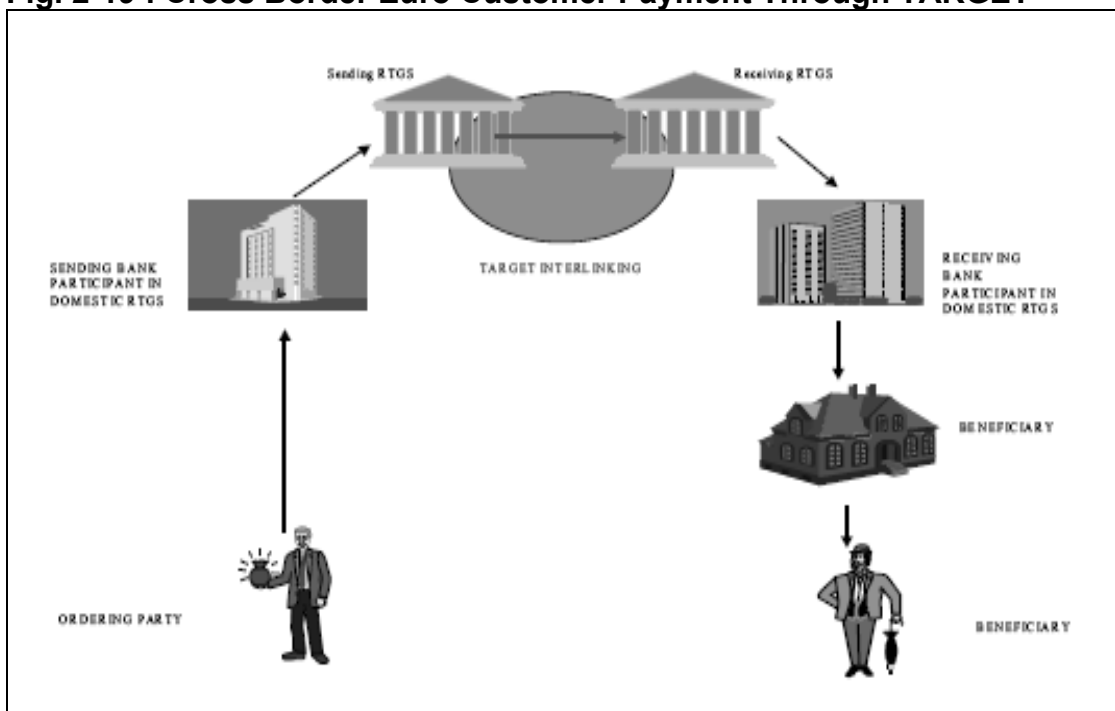 Fig. 2-10 : Cross Border Euro Customer Payment Through TARGET
Sending RTGS
Receiving RTGS
TARGET INTERLINKING
SENDING BANK
PARTICIPANT IN
DOMESTIC RTGS
RECEIVING
BANK
PARTICIPANT IN
DOMESTIC RTGS
BENEFICIARY
ORDERING PARTY
BENEFICIARY